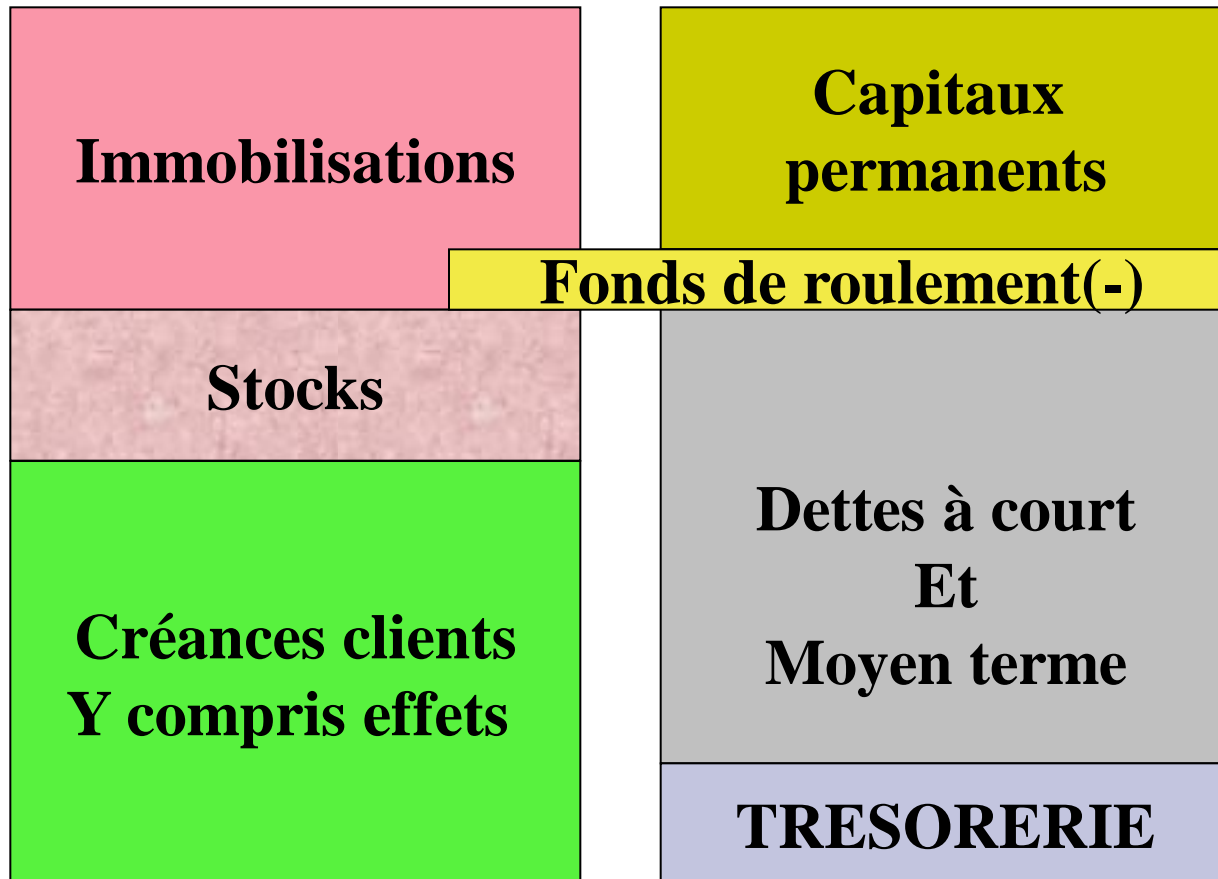 Immobilisations
Stocks
Créances clients
Y compris effets
Capitaux
permanents
Fonds de roulement(-)
Dettes à court
Et
Moyen terme
TRESORERIE